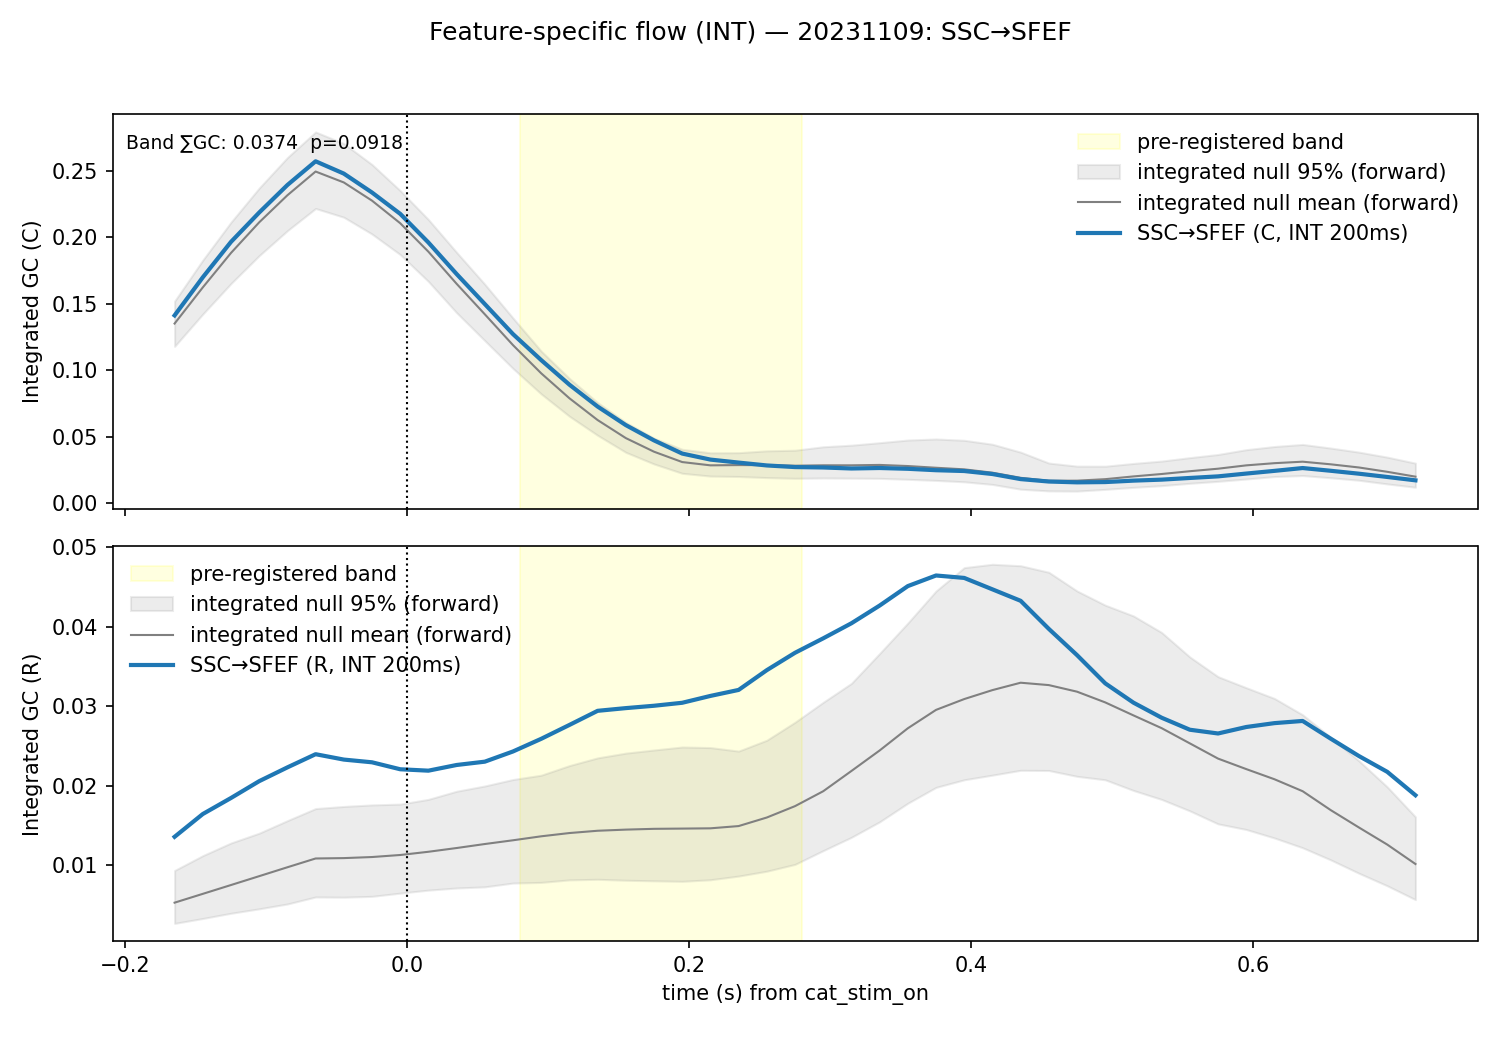 Feature-specific flow (INT) — 20231109: SSC→SFEF
Band ∑GC: 0.0374  p=0.0918
pre-registered band
integrated null 95% (forward)
integrated null mean (forward)
SSC→SFEF (C, INT 200ms)
Integrated GC (C)
0.25
0.20
0.15
0.10
0.05
0.00
pre-registered band
integrated null 95% (forward)
integrated null mean (forward)
SSC→SFEF (R, INT 200ms)
Integrated GC (R)
0.05
0.04
0.03
0.02
0.01
−0.2
0.0
0.2
0.4
0.6
time (s) from cat_stim_on